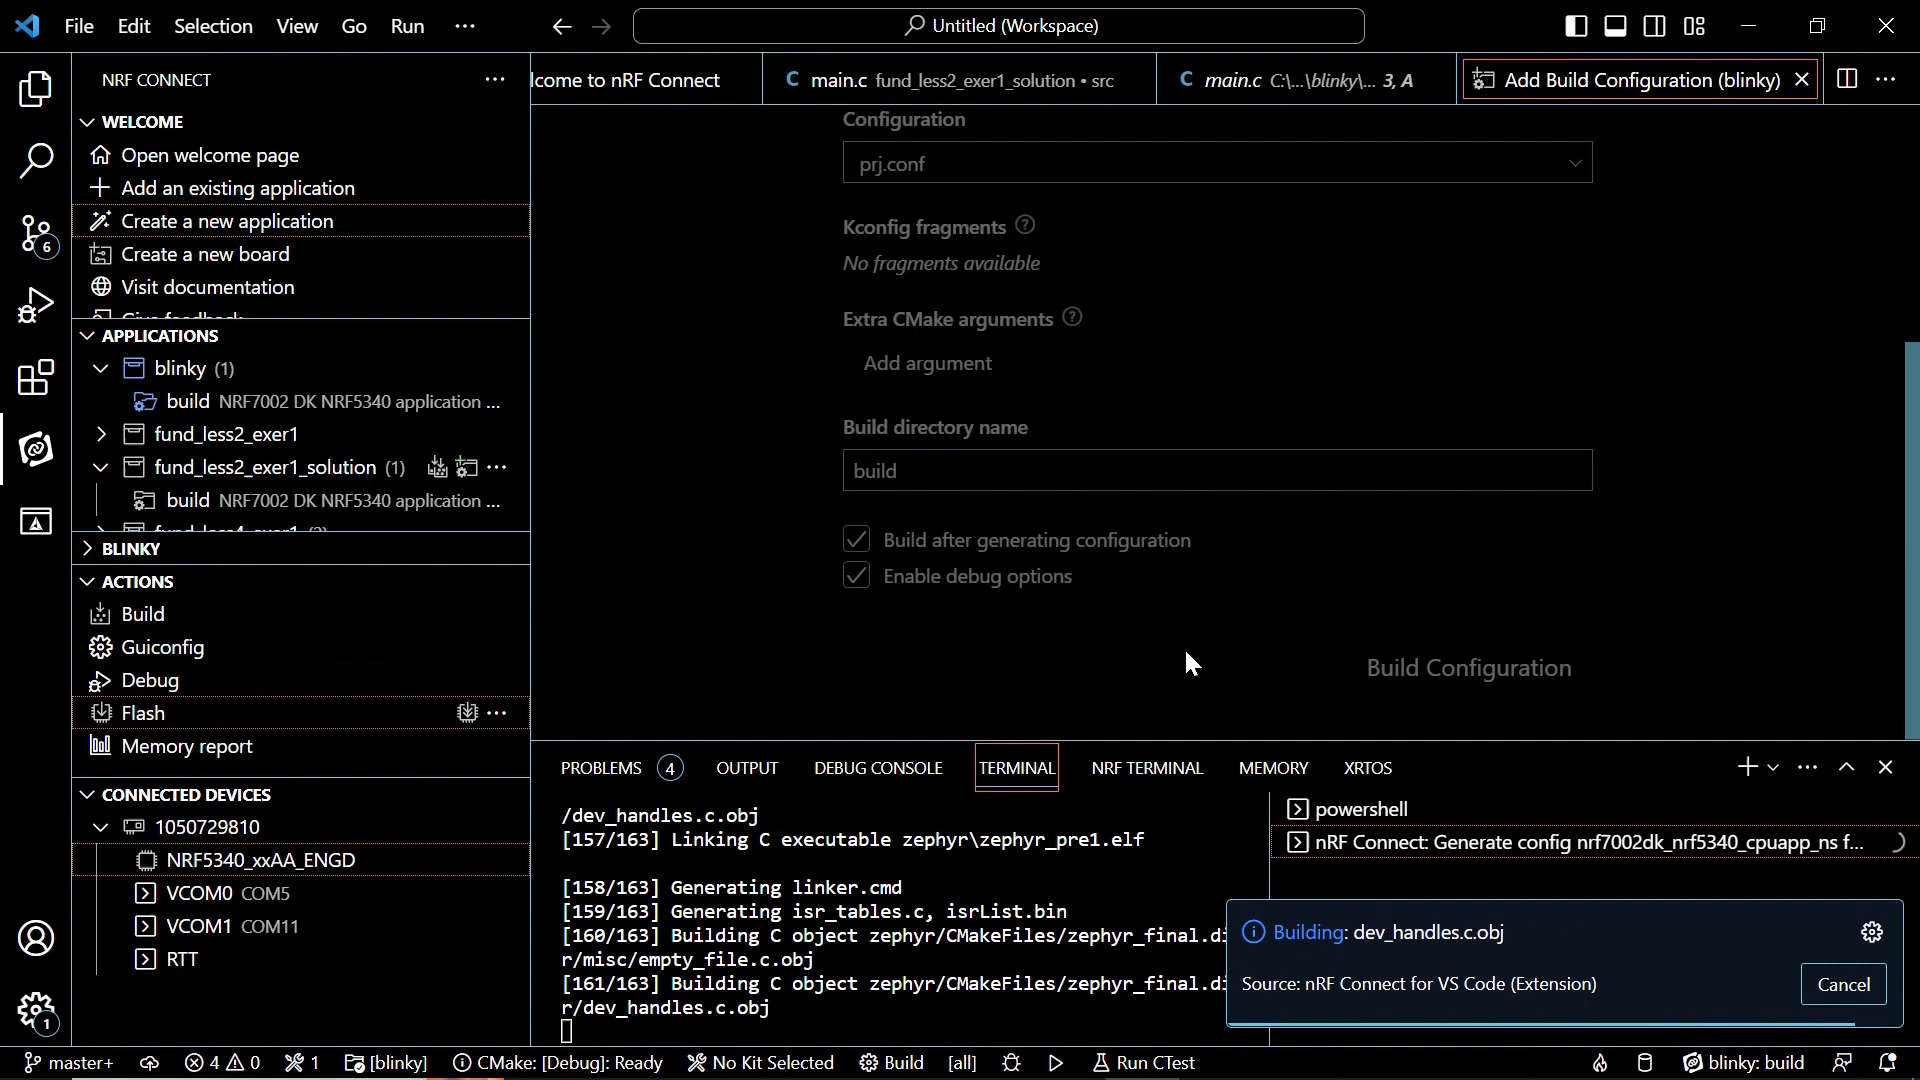 File Edit Selection View Go Run ···
Untitled (Workspace)
NRF CONNECT
lcome to nRF Connect
main.c fund_less2_exer1_solution • src
main.c C:\...\blinky\... 3, A
Add Build Configuration (blinky)
WELCOME
Open welcome page
Add an existing application
Create a new application
Create a new board
Visit documentation
APPLICATIONS
blinky (1)
build NRF7002 DK NRF5340 application ...
fund_less2_exer1
fund_less2_exer1_solution (1)
build NRF7002 DK NRF5340 application ...
BLINKY
ACTIONS
Build
Guiconfig
Debug
Flash
Memory report
CONNECTED DEVICES
1050729810
NRF5340_xxAA_ENGD
VCOM0 COM5
VCOM1 COM11
RTT
6
1
Configuration
prj.conf
Kconfig fragments
No fragments available
Extra CMake arguments
Add argument
Build directory name
build
Build after generating configuration
Enable debug options
Build Configuration
PROBLEMS 4 OUTPUT DEBUG CONSOLE TERMINAL NRF TERMINAL MEMORY XRTOS
/dev_handles.c.obj
[157/163] Linking C executable zephyr\zephyr_pre1.elf
[158/163] Generating linker.cmd
[159/163] Generating isr_tables.c, isrList.bin
[160/163] Building C object zephyr/CMakeFiles/zephyr_final.di
r/misc/empty_file.c.obj
[161/163] Building C object zephyr/CMakeFiles/zephyr_final.di
r/dev_handles.c.obj
powershell
nRF Connect: Generate config nrf7002dk_nrf5340_cpuapp_ns f...
Building: dev_handles.c.obj
Source: nRF Connect for VS Code (Extension)
Cancel
master+ 4 0 1 [blinky] CMake: [Debug]: Ready No Kit Selected Build [all] Run CTest blinky: build